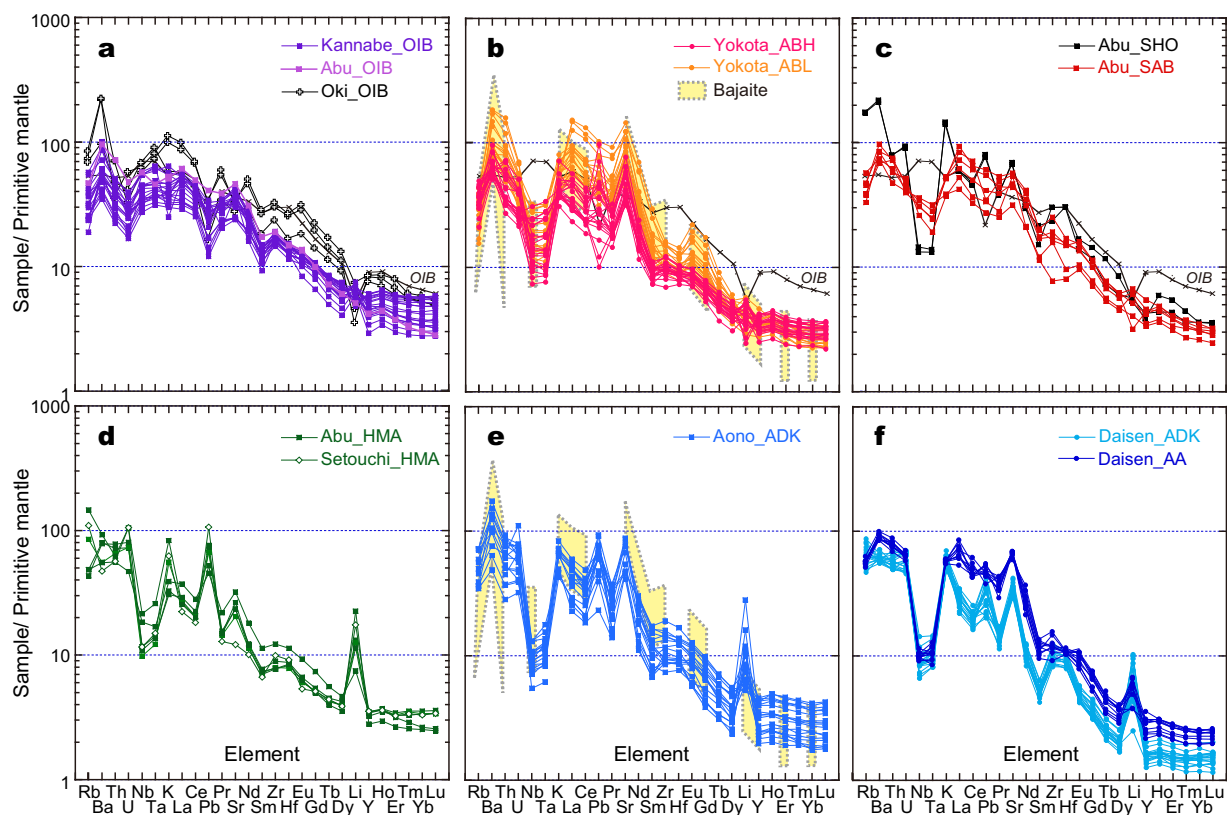 1000
100
10
1
Sample/ Primitive mantle
a
Kannabe_OIB
Abu_OIB
Oki_OIB
OIB
b
Yokota_ABH
Yokota_ABL
Bajaite
OIB
c
Abu_SHO
Abu_SAB
OIB
1000
100
10
1
Sample/ Primitive mantle
d
Abu_HMA
Setouchi_HMA
Element
e
Aono_ADK
Element
f
Daisen_ADK
Daisen_AA
Element
Rb Th Nb K Ce Pr Nd Zr Eu Tb Li Ho Tm Lu
Ba U Ta La Pb Sr Sm Hf Gd Dy Y Er Yb
Rb Th Nb K Ce Pr Nd Zr Eu Tb Li Ho Tm Lu
Ba U Ta La Pb Sr Sm Hf Gd Dy Y Er Yb
Rb Th Nb K Ce Pr Nd Zr Eu Tb Li Ho Tm Lu
Ba U Ta La Pb Sr Sm Hf Gd Dy Y Er Yb